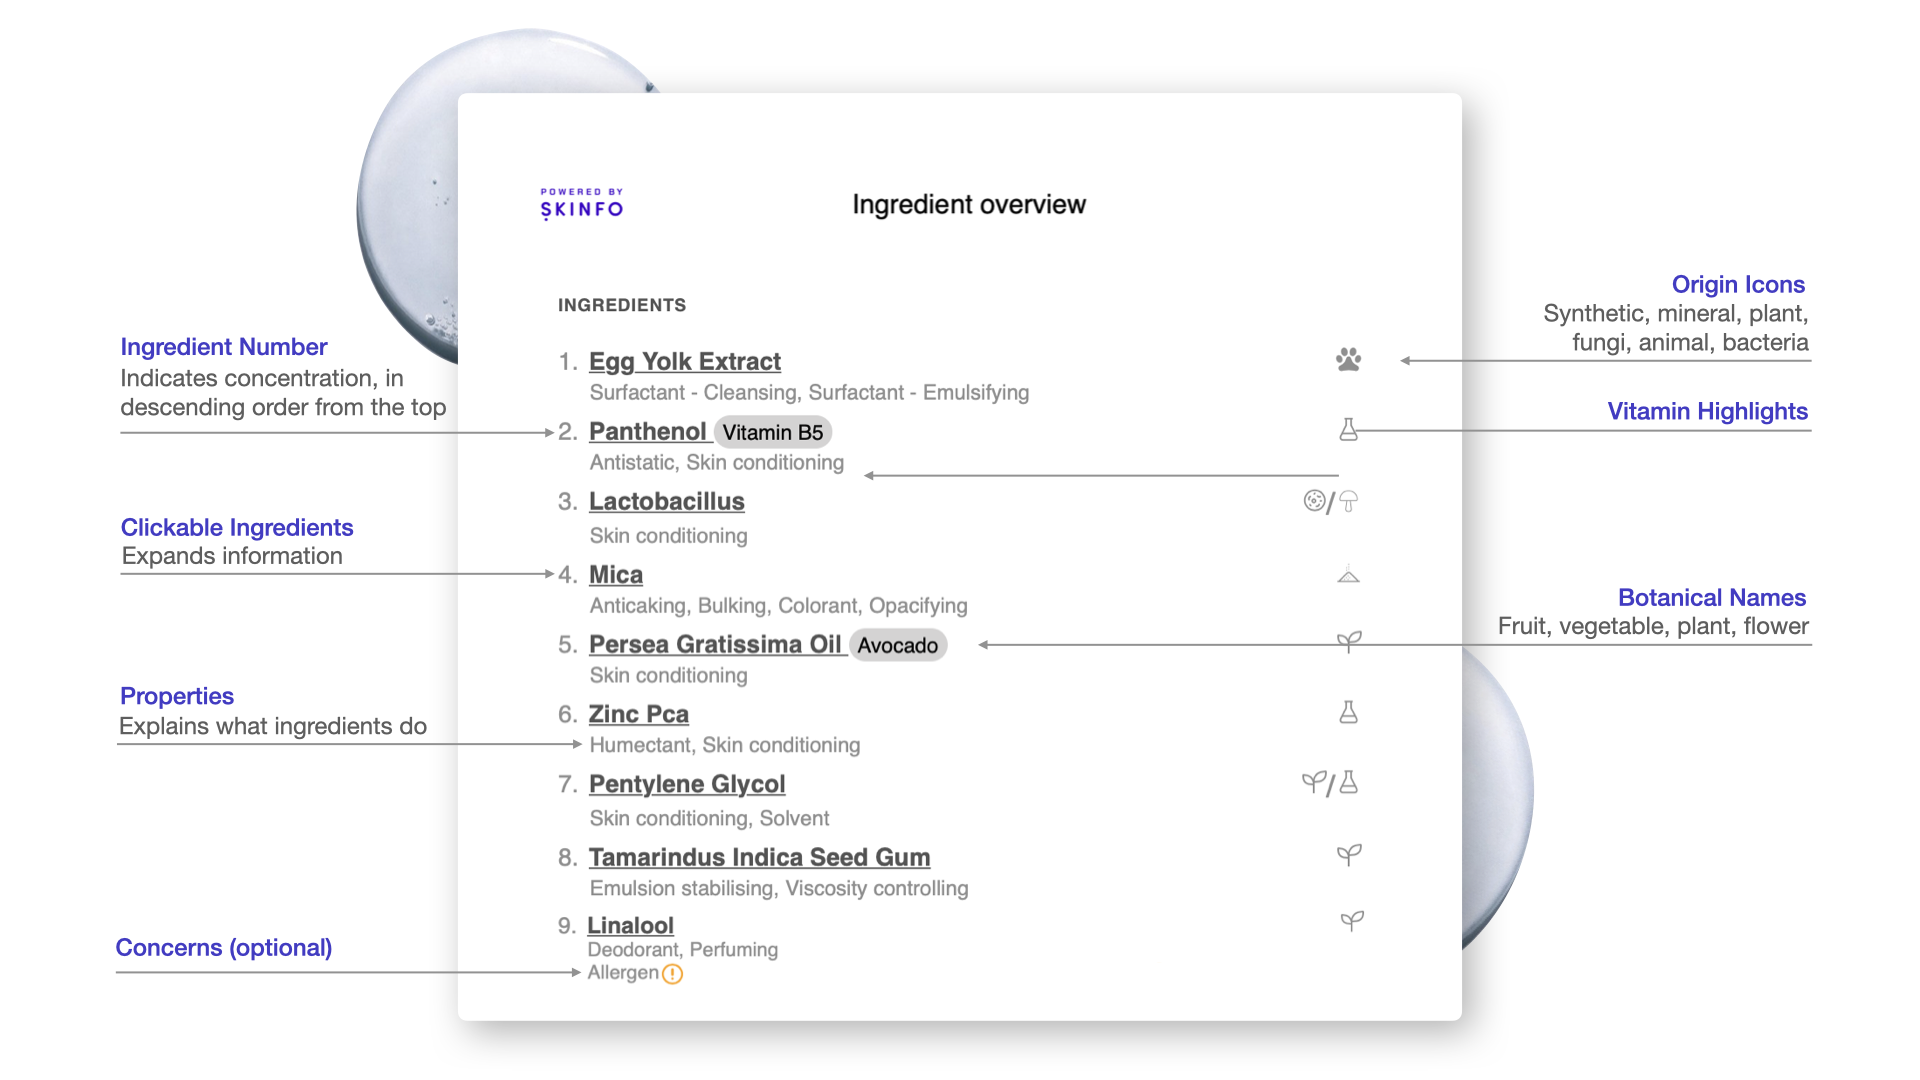 POWERED BY
SKINFO
Ingredient overview
INGREDIENTS
1. Egg Yolk Extract
Surfactant - Cleansing, Surfactant - Emulsifying
2. Panthenol Vitamin B5
Antistatic, Skin conditioning
3. Lactobacillus
Skin conditioning
4. Mica
Anticaking, Bulking, Colorant, Opacifying
5. Persea Gratissima Oil Avocado
Skin conditioning
6. Zinc Pca
Humectant, Skin conditioning
7. Pentylene Glycol
Skin conditioning, Solvent
8. Tamarindus Indica Seed Gum
Emulsion stabilising, Viscosity controlling
9. Linalool
Deodorant, Perfuming
Allergen
Ingredient Number
Indicates concentration, in
descending order from the top
Clickable Ingredients
Expands information
Properties
Explains what ingredients do
Concerns (optional)
Origin Icons
Synthetic, mineral, plant,
fungi, animal, bacteria
Vitamin Highlights
Botanical Names
Fruit, vegetable, plant, flower